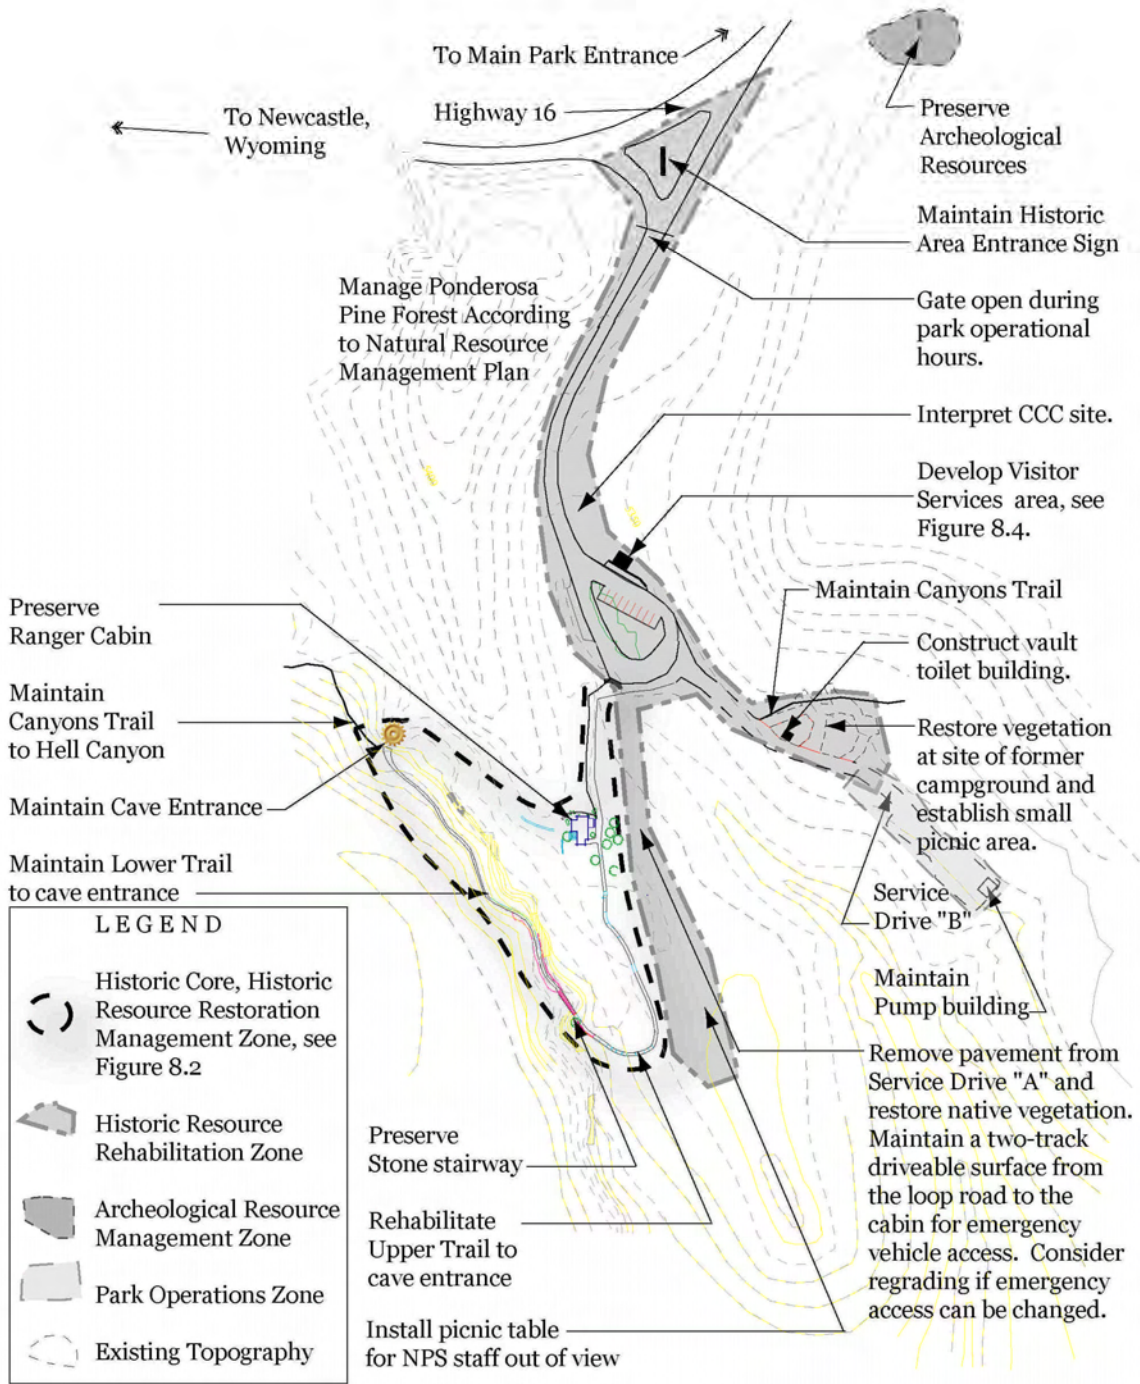 To Main Park Entrance
Highway 16
To Newcastle,
Wyoming
Preserve
Archeological
Resources
Maintain Historic
Area Entrance Sign
Manage Ponderosa
Pine Forest According
to Natural Resource
Management Plan
Gate open during
park operational
hours.
Interpret CCC site.
Develop Visitor
Services area, see
Figure 8.4.
Maintain Canyons Trail
Construct vault
toilet building.
Restore vegetation
at site of former
campground and
establish small
picnic area.
Service
Drive "B"
Maintain
Pump building
Remove pavement from
Service Drive "A" and
restore native vegetation.
Maintain a two-track
driveable surface from
the loop road to the
cabin for emergency
vehicle access. Consider
regrading if emergency
access can be changed.
Preserve
Ranger Cabin
Maintain
Canyons Trail
to Hell Canyon
Maintain Cave Entrance
Maintain Lower Trail
to cave entrance
LEGEND
Historic Core, Historic
Resource Restoration
Management Zone, see
Figure 8.2
Historic Resource
Rehabilitation Zone
Archeological Resource
Management Zone
Park Operations Zone
Existing Topography
Preserve
Stone stairway
Rehabilitate
Upper Trail to
cave entrance
Install picnic table
for NPS staff out of view